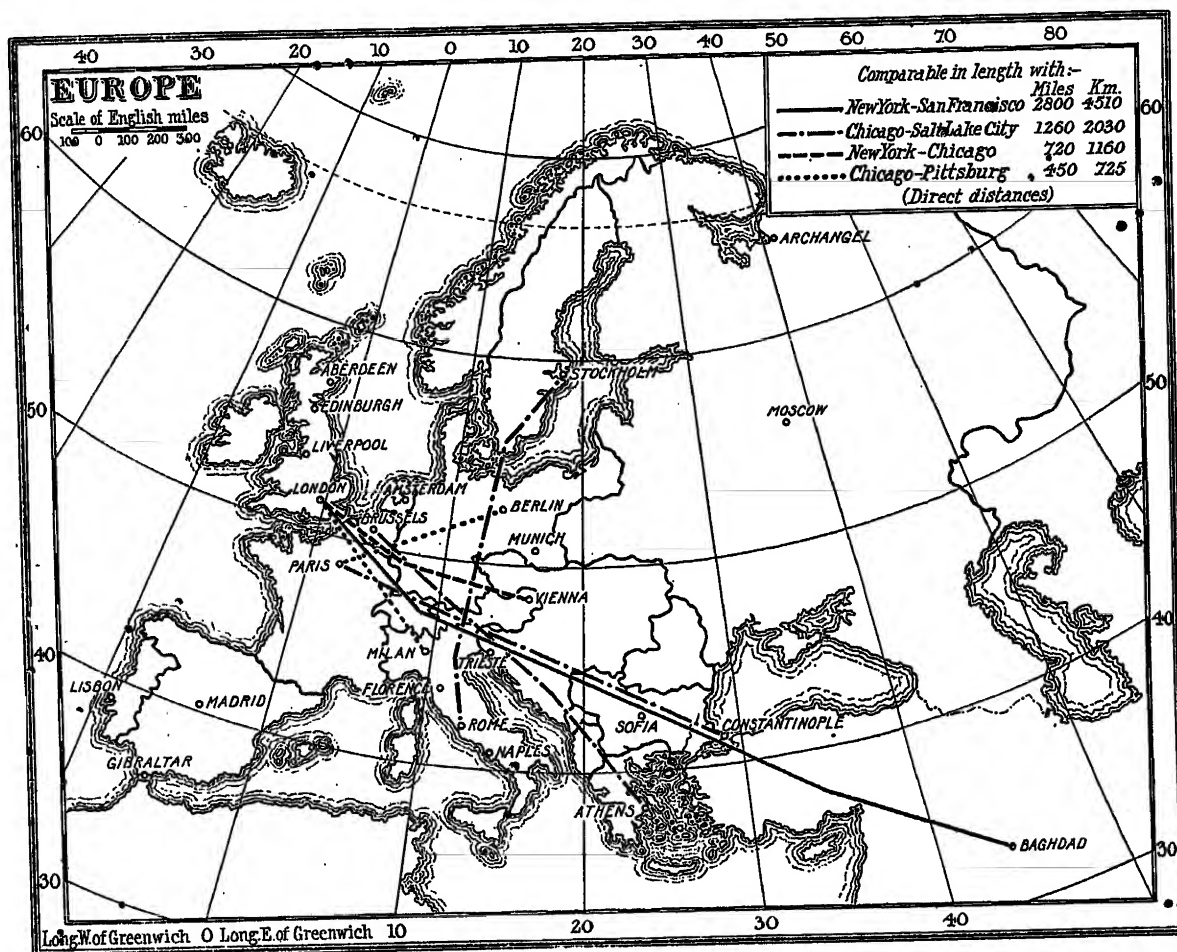 40 30 20 10 0 10 20 30 40 50 60 70 80
EUROPE
Scale of English miles
100 0 100 200 300
Comparable in length with:-
Miles Km.
New York-San Francisco 2800 4510
Chicago-Salt Lake City 1260 2030
New York-Chicago 720 1160
Chicago-Pittsburg 450 725
(Direct distances)
60
60
ARCHANGEL
ABERDEEN
STOCKHOLM
50
50
EDINBURGH
MOSCOW
LIVERPOOL
LONDON
AMSTERDAM
BERLIN
BRUSSELS
MUNICH
PARIS
VIENNA
40
40
MILAN
TRIESTE
LISBON
MADRID
FLORENCE
ROME
SOFIA
CONSTANTINOPLE
NAPLES
GIBRALTAR
ATHENS
BAGHDAD
30
30
Long.W.of Greenwich 0 Long.E.of Greenwich 10 20 30 40